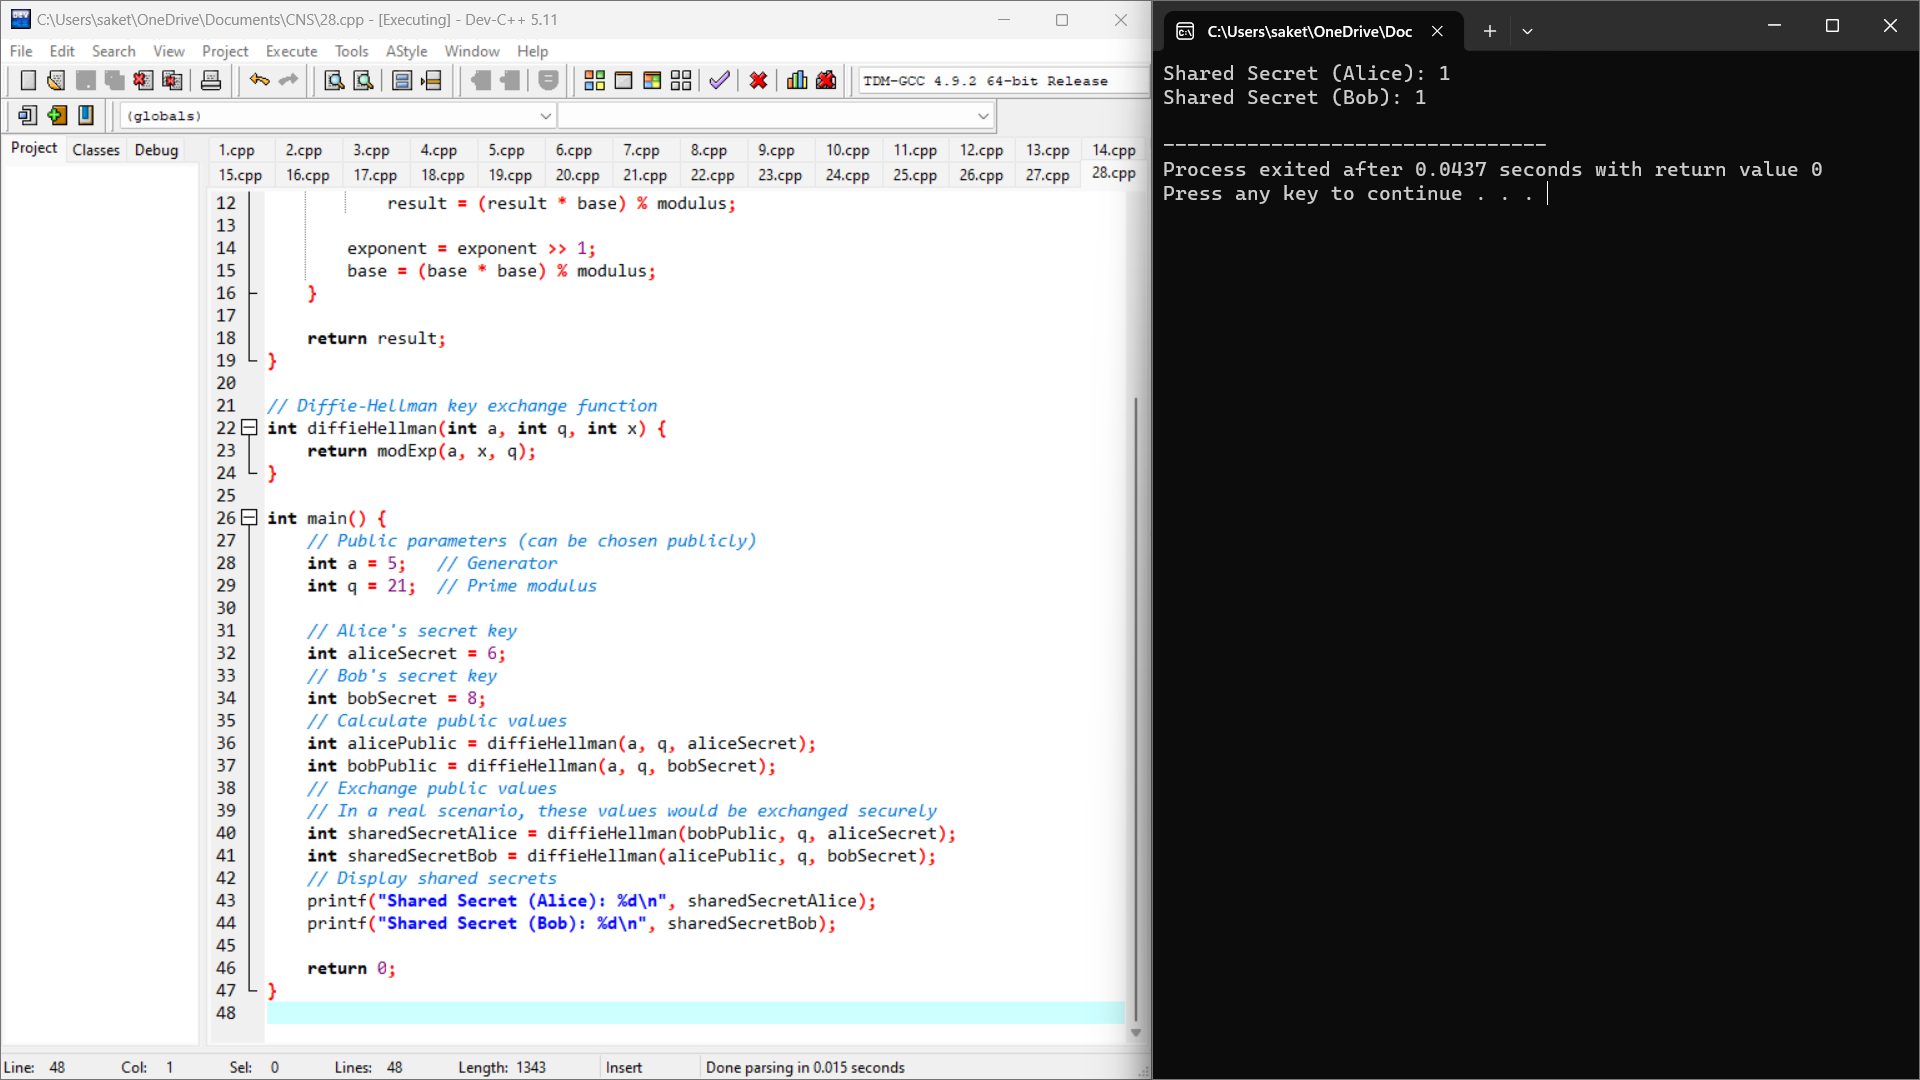 C:\Users\saket\OneDrive\Documents\CNS\28.cpp - [Executing] - Dev-C++ 5.11
File Edit Search View Project Execute Tools AStyle Window Help
TDM-GCC 4.9.2 64-bit Release
(globals)
Project Classes Debug
1.cpp 2.cpp 3.cpp 4.cpp 5.cpp 6.cpp 7.cpp 8.cpp 9.cpp 10.cpp 11.cpp 12.cpp 13.cpp 14.cpp
15.cpp 16.cpp 17.cpp 18.cpp 19.cpp 20.cpp 21.cpp 22.cpp 23.cpp 24.cpp 25.cpp 26.cpp 27.cpp 28.cpp
12 result = (result * base) % modulus;
13
14 exponent = exponent >> 1;
15 base = (base * base) % modulus;
16 }
17
18 return result;
19 }
20
21 // Diffie-Hellman key exchange function
22 int diffieHellman(int a, int q, int x) {
23 return modExp(a, x, q);
24 }
25
26 int main() {
27 // Public parameters (can be chosen publicly)
28 int a = 5; // Generator
29 int q = 21; // Prime modulus
30
31 // Alice's secret key
32 int aliceSecret = 6;
33 // Bob's secret key
34 int bobSecret = 8;
35 // Calculate public values
36 int alicePublic = diffieHellman(a, q, aliceSecret);
37 int bobPublic = diffieHellman(a, q, bobSecret);
38 // Exchange public values
39 // In a real scenario, these values would be exchanged securely
40 int sharedSecretAlice = diffieHellman(bobPublic, q, aliceSecret);
41 int sharedSecretBob = diffieHellman(alicePublic, q, bobSecret);
42 // Display shared secrets
43 printf("Shared Secret (Alice): %d\n", sharedSecretAlice);
44 printf("Shared Secret (Bob): %d\n", sharedSecretBob);
45
46 return 0;
47 }
48
Line: 48 Col: 1 Sel: 0 Lines: 48 Length: 1343 Insert Done parsing in 0.015 seconds
C:\Users\saket\OneDrive\Doc
Shared Secret (Alice): 1
Shared Secret (Bob): 1
--------------------------------
Process exited after 0.0437 seconds with return value 0
Press any key to continue . . .